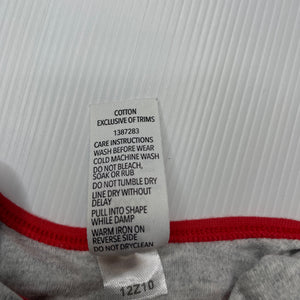 COTTON
EXCLUSIVE OF TRIMS
1387283
CARE INSTRUCTIONS
WASH BEFORE WEAR
COLD MACHINE WASH
DO NOT BLEACH,
SOAK OR RUB
DO NOT TUMBLE DRY
LINE DRY WITHOUT
DELAY
PULL INTO SHAPE
WHILE DAMP
WARM IRON ON
REVERSE SIDE
DO NOT DRYCLEAN
12Z10